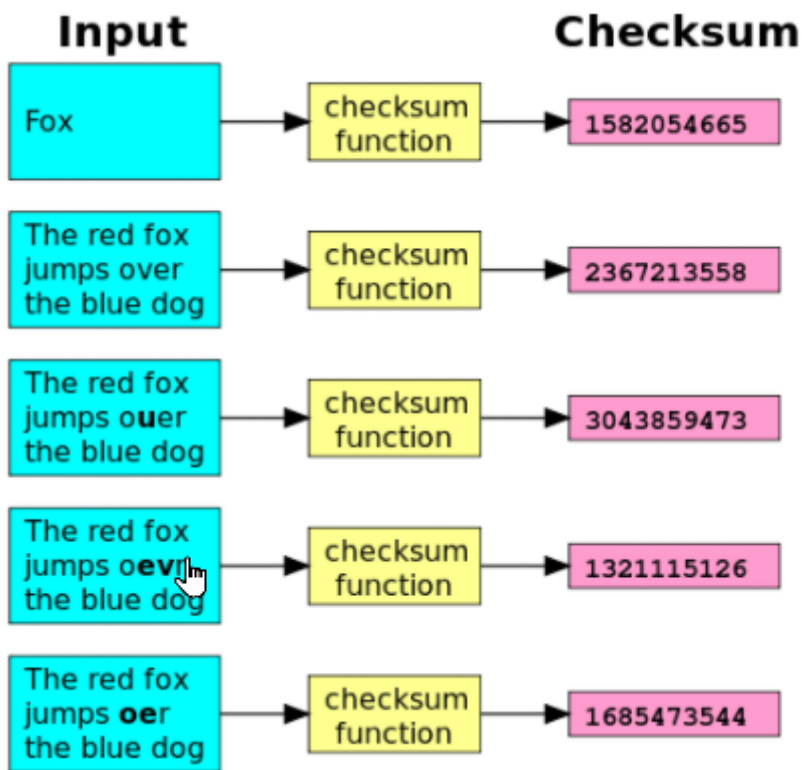 Input
Checksum
Fox
checksum
function
1582054665
The red fox
jumps over
the blue dog
checksum
function
2367213558
The red fox
jumps ouer
the blue dog
checksum
function
3043859473
The red fox
jumps oevr
the blue dog
checksum
function
1321115126
The red fox
jumps oer
the blue dog
checksum
function
1685473544